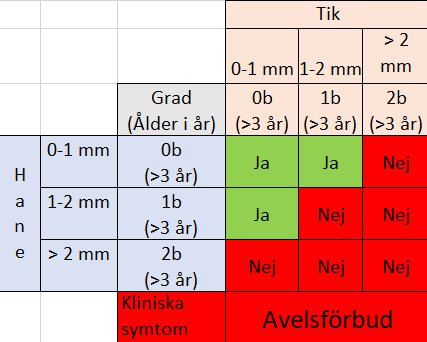 Tik
0-1 mm 1-2 mm > 2 mm
Grad (Ålder i år) 0b (>3 år) 1b (>3 år) 2b (>3 år)
Hane
0-1 mm 0b (>3 år) Ja Ja Nej
1-2 mm 1b (>3 år) Ja Nej Nej
> 2 mm 2b (>3 år) Nej Nej Nej
Kliniska symtom Avelsförbud